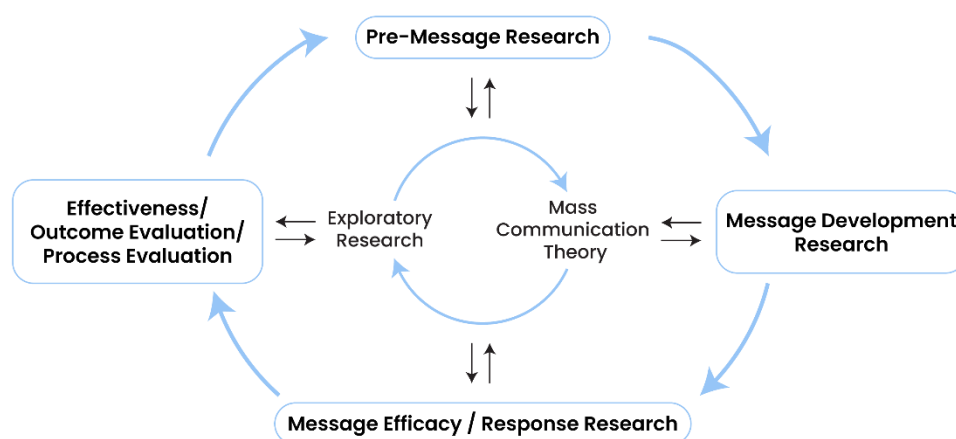 Pre-Message Research
Effectiveness/
Outcome Evaluation/
Process Evaluation
Exploratory
Research
Mass
Communication
Theory
Message Development
Research
Message Efficacy / Response Research